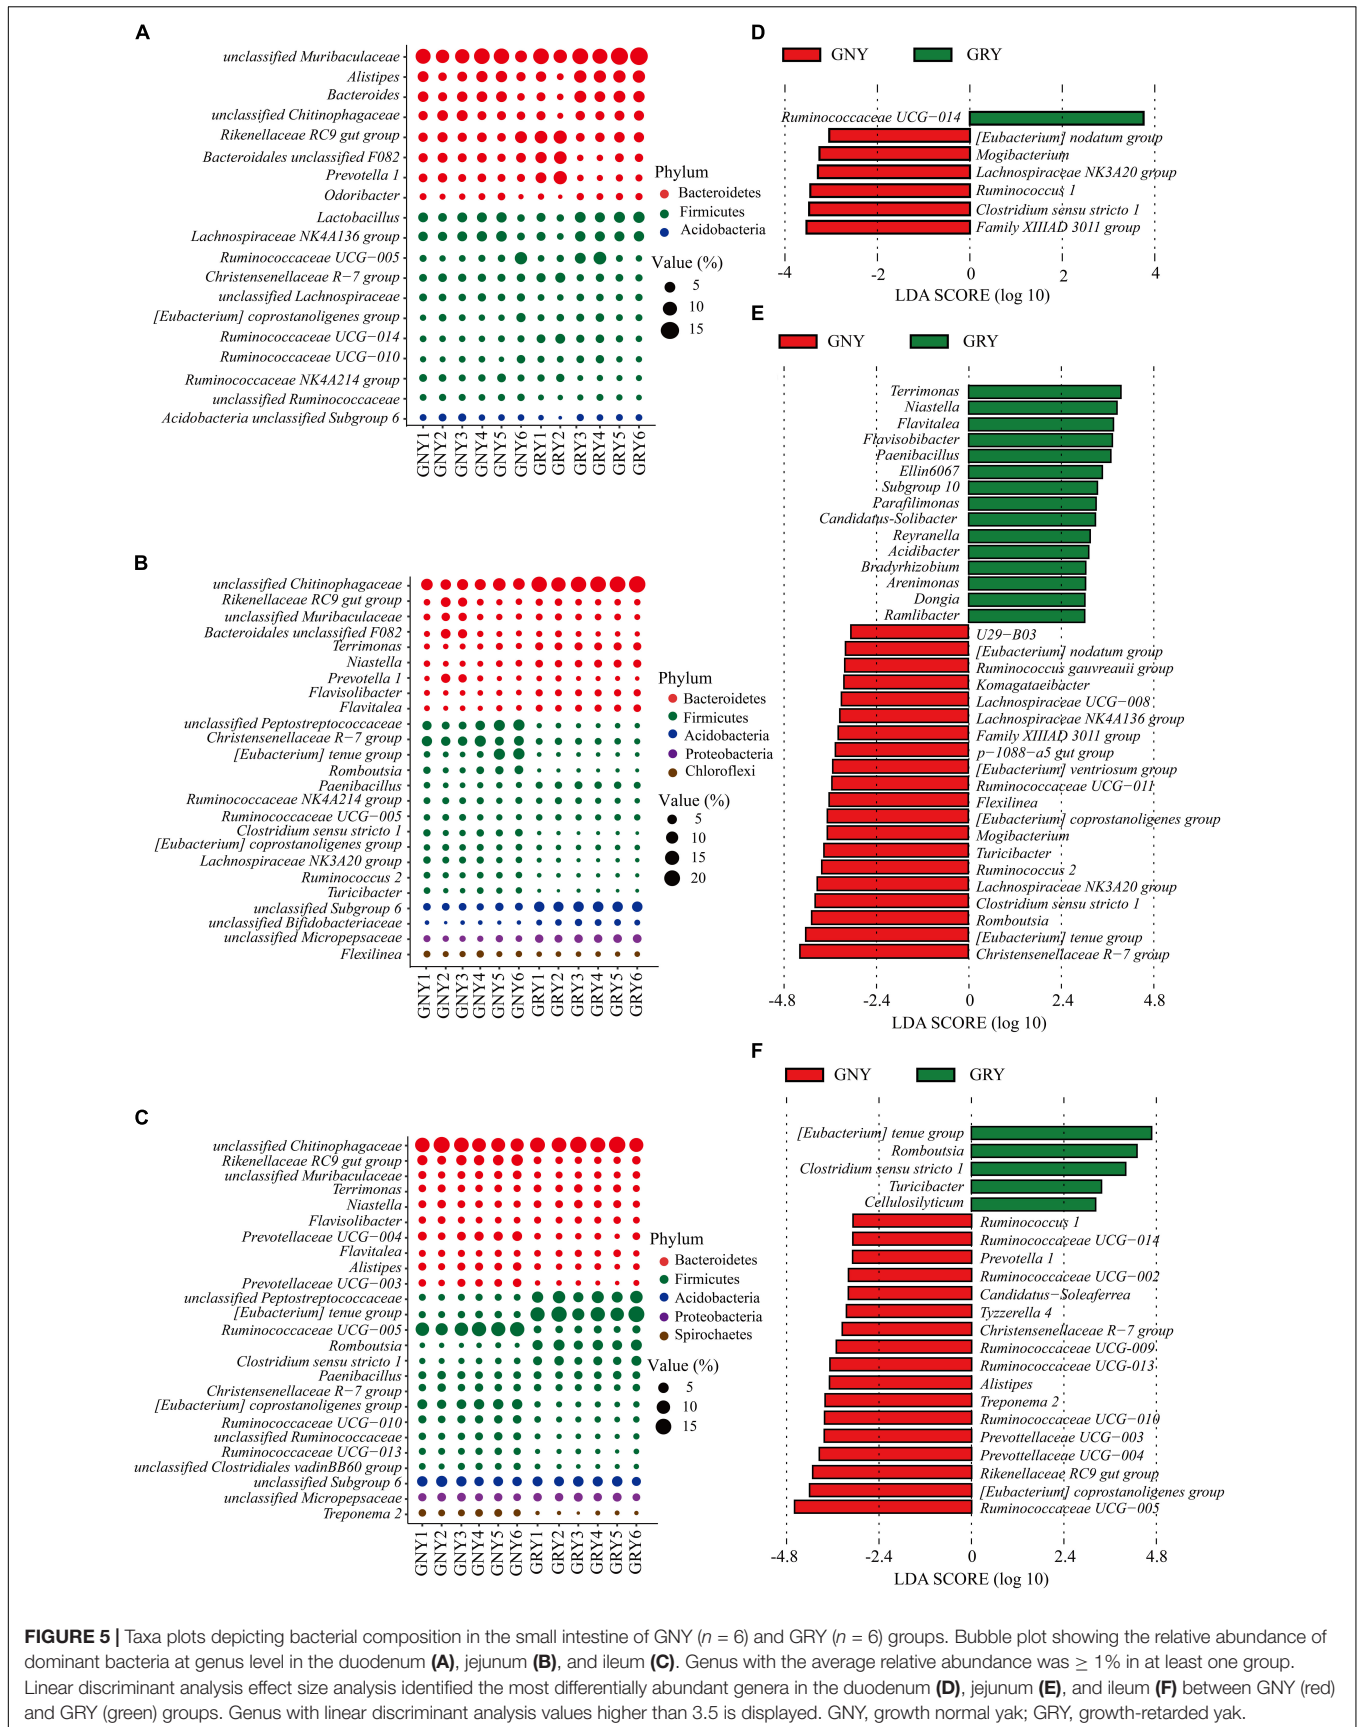 A
unclassified Muribaculaceae
Alistipes
Bacteroides
unclassified Chitinophagaceae
Rikenellaceae RC9 gut group
Bacteroidales unclassified F082
Prevotella 1
Odoribacter
Lactobacillus
Lachnospiraceae NK4A136 group
Ruminococcaceae UCG−005
Christensenellaceae R−7 group
unclassified Lachnospiraceae
[Eubacterium] coprostanoligenes group
Ruminococcaceae UCG−014
Ruminococcaceae UCG−010
Ruminococcaceae NK4A214 group
unclassified Ruminococcaceae
Acidobacteria unclassified Subgroup 6
GNY1 GNY2 GNY3 GNY4 GNY5 GNY6 GRY1 GRY2 GRY3 GRY4 GRY5 GRY6
Phylum
Bacteroidetes
Firmicutes
Acidobacteria
Value (%)
5
10
15
B
unclassified Chitinophagaceae
Rikenellaceae RC9 gut group
unclassified Muribaculaceae
Bacteroidales unclassified F082
Terrimonas
Niastella
Prevotella 1
Flavisolibacter
Flavitalea
unclassified Peptostreptococcaceae
Christensenellaceae R−7 group
[Eubacterium] tenue group
Romboutsia
Paenibacillus
Ruminococcaceae NK4A214 group
Ruminococcaceae UCG−005
Clostridium sensu stricto 1
[Eubacterium] coprostanoligenes group
Lachnospiraceae NK3A20 group
Ruminococcus 2
Turicibacter
unclassified Subgroup 6
unclassified Bifidobacteriaceae
unclassified Micropepsaceae
Flexilinea
GNY1 GNY2 GNY3 GNY4 GNY5 GNY6 GRY1 GRY2 GRY3 GRY4 GRY5 GRY6
Phylum
Bacteroidetes
Firmicutes
Acidobacteria
Proteobacteria
Chloroflexi
Value (%)
5
10
15
20
C
unclassified Chitinophagaceae
Rikenellaceae RC9 gut group
unclassified Muribaculaceae
Terrimonas
Niastella
Flavisolibacter
Prevotellaceae UCG−004
Flavitalea
Alistipes
Prevotellaceae UCG−003
unclassified Peptostreptococcaceae
[Eubacterium] tenue group
Ruminococcaceae UCG−005
Romboutsia
Clostridium sensu stricto 1
Paenibacillus
Christensenellaceae R−7 group
[Eubacterium] coprostanoligenes group
Ruminococcaceae UCG−010
unclassified Ruminococcaceae
Ruminococcaceae UCG−013
unclassified Clostridiales vadinBB60 group
unclassified Subgroup 6
unclassified Micropepsaceae
Treponema 2
GNY1 GNY2 GNY3 GNY4 GNY5 GNY6 GRY1 GRY2 GRY3 GRY4 GRY5 GRY6
Phylum
Bacteroidetes
Firmicutes
Acidobacteria
Proteobacteria
Spirochaetes
Value (%)
5
10
15
D
GNY GRY
Ruminococcaceae UCG−014
[Eubacterium] nodatum group
Mogibacterium
Lachnospiraceae NK3A20 group
Ruminococcus 1
Clostridium sensu stricto 1
Family XIIIAD 3011 group
-4 -2 0 2 4
LDA SCORE (log 10)
E
GNY GRY
Terrimonas
Niastella
Flavitalea
Flavisobibacter
Paenibacillus
Ellin6067
Subgroup 10
Parafilimonas
Candidatus-Solibacter
Reyranella
Acidibacter
Bradyrhizobium
Arenimonas
Dongia
Ramlibacter
U29−B03
[Eubacterium] nodatum group
Ruminococcus gauvreauii group
Komagataeibacter
Lachnospiraceae UCG−008
Lachnospiraceae NK4A136 group
Family XIIIAD 3011 group
p−1088−a5 gut group
[Eubacterium] ventriosum group
Ruminococcaceae UCG−011
Flexilinea
[Eubacterium] coprostanoligenes group
Mogibacterium
Turicibacter
Ruminococcus 2
Lachnospiraceae NK3A20 group
Clostridium sensu stricto 1
Romboutsia
[Eubacterium] tenue group
Christensenellaceae R−7 group
-4.8 -2.4 0 2.4 4.8
LDA SCORE (log 10)
F
GNY GRY
[Eubacterium] tenue group
Romboutsia
Clostridium sensu stricto 1
Turicibacter
Cellulosilyticum
Ruminococcus 1
Ruminococcaceae UCG−014
Prevotella 1
Ruminococcaceae UCG−002
Candidatus−Soleaferrea
Tyzzerella 4
Christensenellaceae R−7 group
Ruminococcaceae UCG-009
Ruminococcaceae UCG-013
Alistipes
Treponema 2
Ruminococcaceae UCG−010
Prevottellaceae UCG−003
Prevottellaceae UCG−004
Rikenellaceae RC9 gut group
[Eubacterium] coprostanoligenes group
Ruminococcaceae UCG−005
-4.8 -2.4 0 2.4 4.8
LDA SCORE (log 10)
FIGURE 5 | Taxa plots depicting bacterial composition in the small intestine of GNY (n = 6) and GRY (n = 6) groups. Bubble plot showing the relative abundance of
dominant bacteria at genus level in the duodenum (A), jejunum (B), and ileum (C). Genus with the average relative abundance was ≥ 1% in at least one group.
Linear discriminant analysis effect size analysis identified the most differentially abundant genera in the duodenum (D), jejunum (E), and ileum (F) between GNY (red)
and GRY (green) groups. Genus with linear discriminant analysis values higher than 3.5 is displayed. GNY, growth normal yak; GRY, growth-retarded yak.